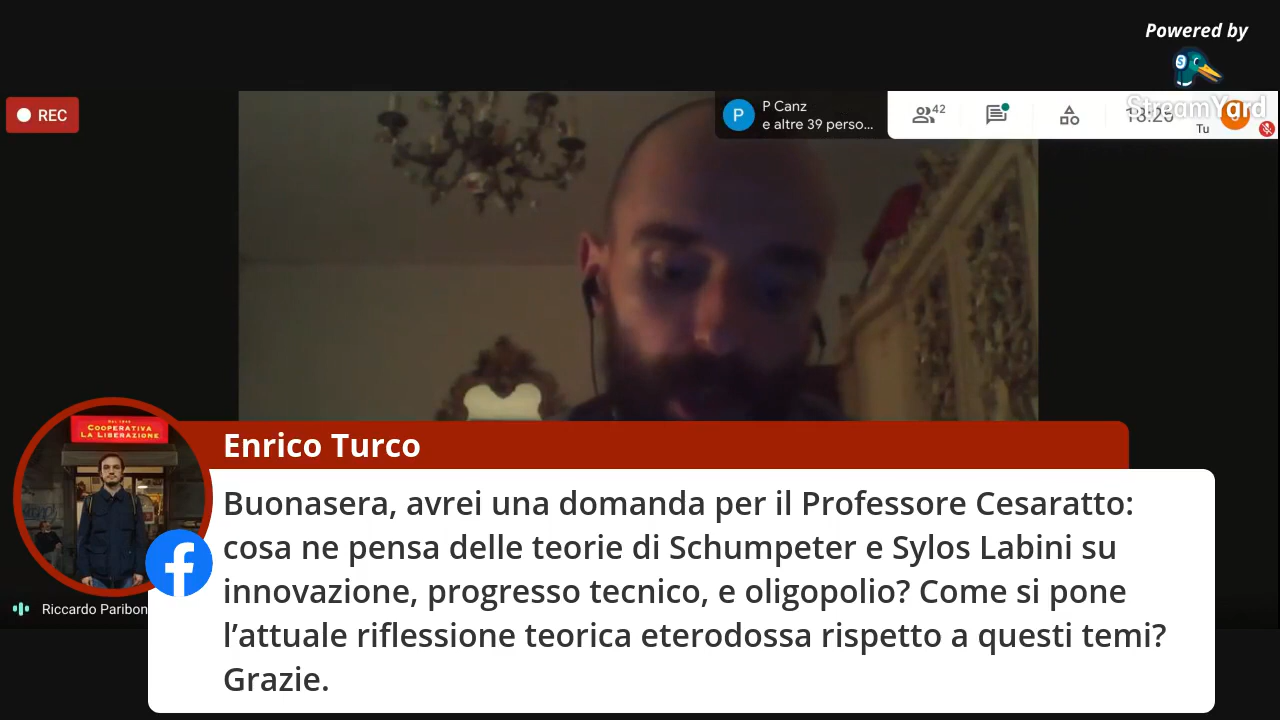 Powered by
StreamYard
REC
P Canz
e altre 39 perso...
42
Tu
COOPERATIVA
LA LIBERAZIONE
Enrico Turco
Buonasera, avrei una domanda per il Professore Cesaratto:
cosa ne pensa delle teorie di Schumpeter e Sylos Labini su
innovazione, progresso tecnico, e oligopolio? Come si pone
l’attuale riflessione teorica eterodossa rispetto a questi temi?
Grazie.
Riccardo Paribon